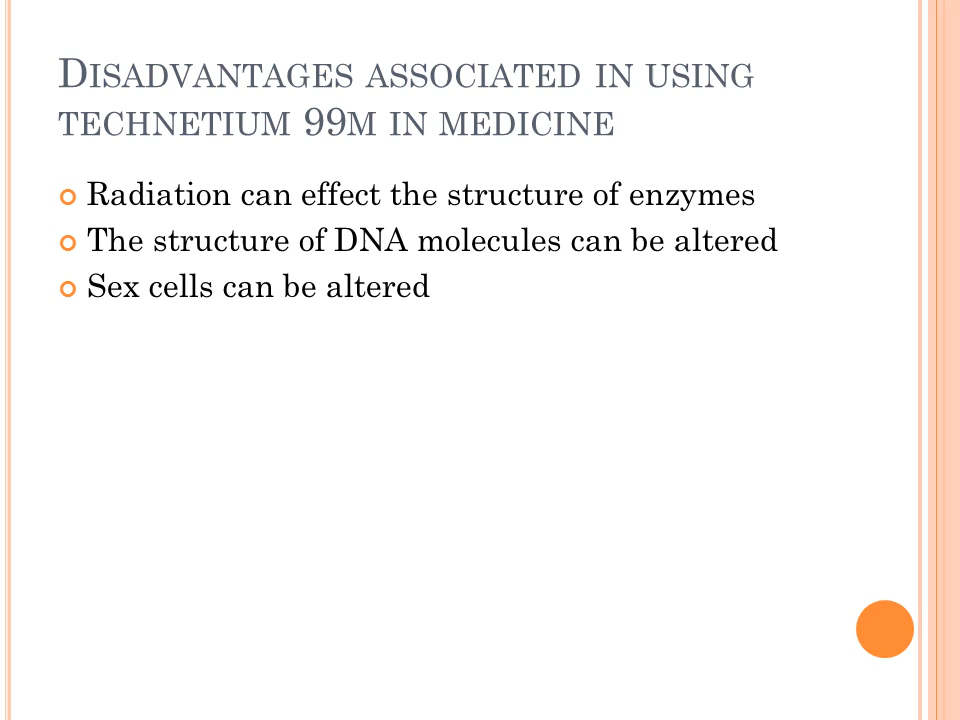 Disadvantages associated in using
technetium 99m in medicine
Radiation can effect the structure of enzymes
The structure of DNA molecules can be altered
Sex cells can be altered